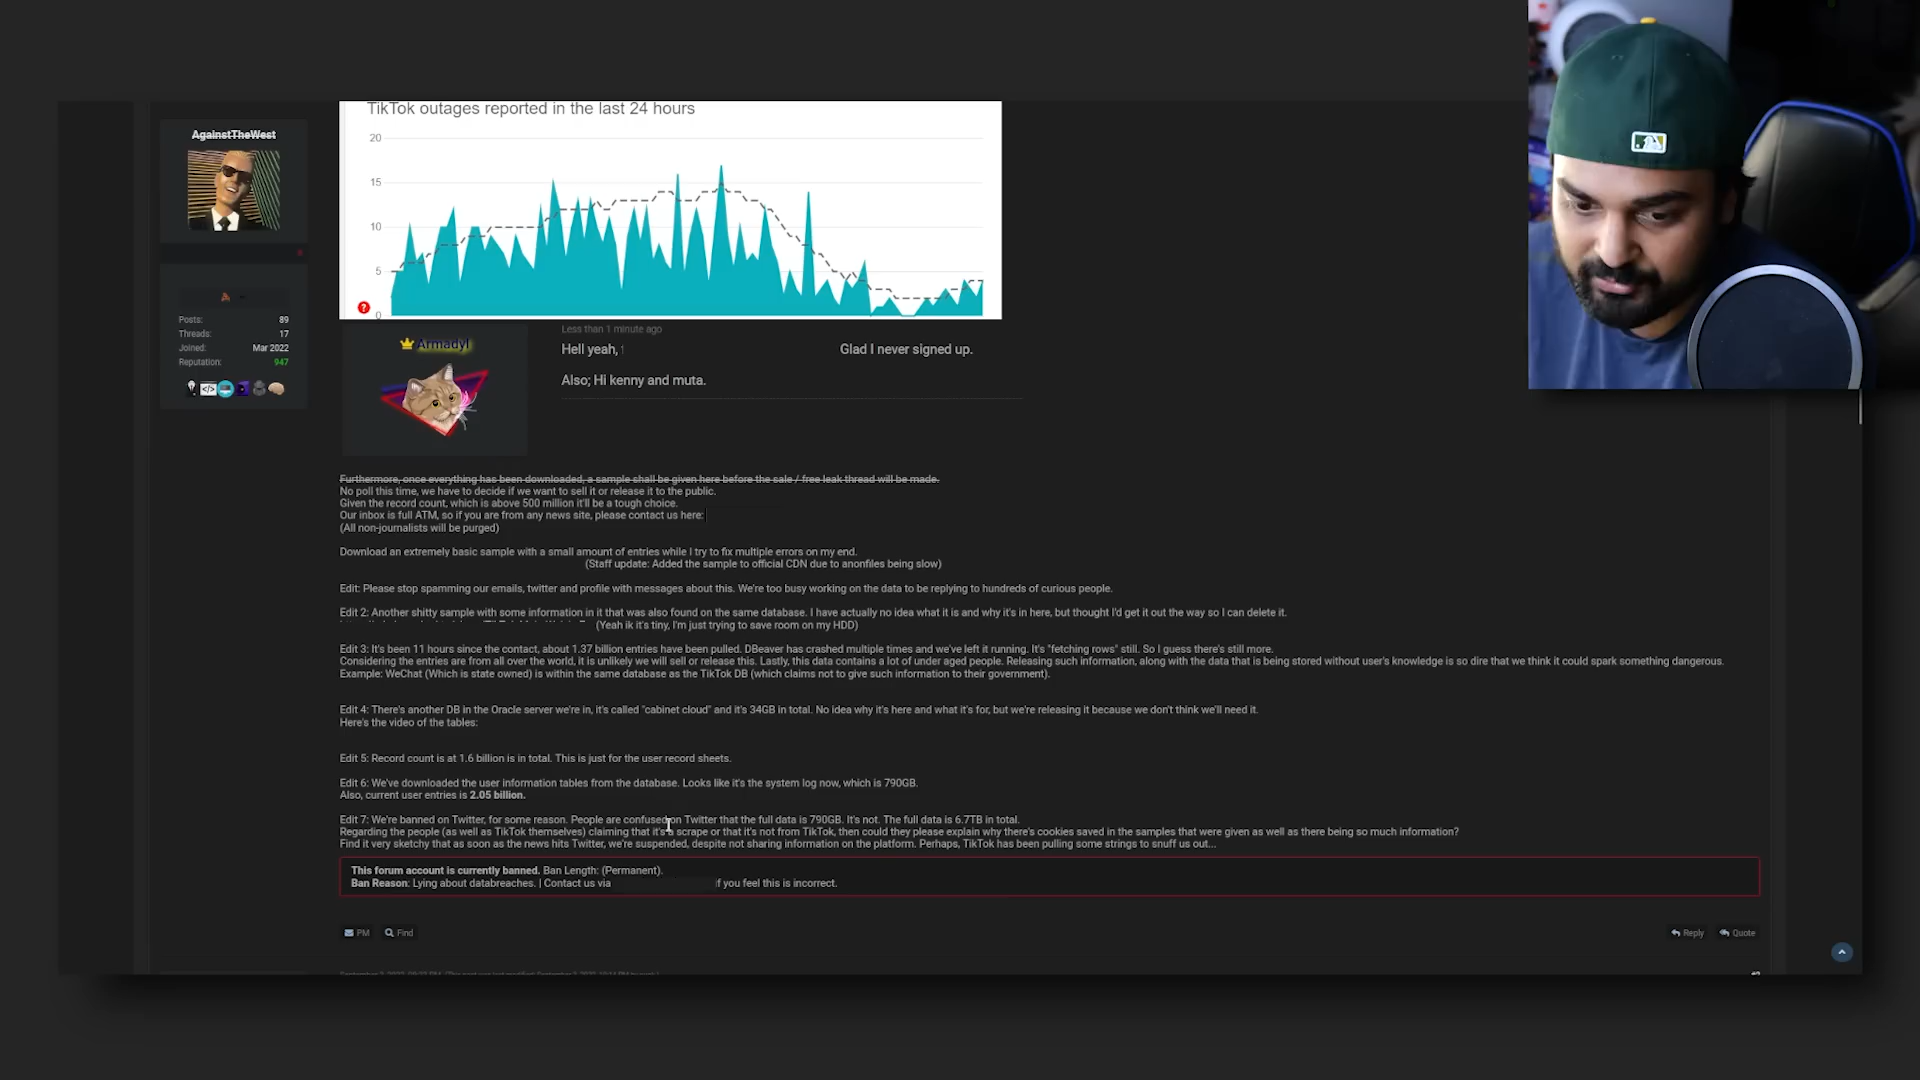 TikTok outages reported in the last 24 hours
AgainstTheWest
20
15
10
5
0
?
Posts: 89
Threads: 17
Joined: Mar 2022
Reputation: 947
Armadyl
Less than 1 minute ago
Hell yeah, Glad I never signed up.
Also; Hi kenny and muta.
Furthermore, once everything has been downloaded, a sample shall be given here before the sale / free leak thread will be made.
No poll this time, we have to decide if we want to sell it or release it to the public.
Given the record count, which is above 500 million it'll be a tough choice.
Our inbox is full ATM, so if you are from any news site, please contact us here:
(All non-journalists will be purged)
Download an extremely basic sample with a small amount of entries while I try to fix multiple errors on my end.
(Staff update: Added the sample to official CDN due to anonfiles being slow)
Edit: Please stop spamming our emails, twitter and profile with messages about this. We're too busy working on the data to be replying to hundreds of curious people.
Edit 2: Another shitty sample with some information in it that was also found on the same database. I have actually no idea what it is and why it's in here, but thought I'd get it out the way so I can delete it.
(Yeah ik it's tiny, I'm just trying to save room on my HDD)
Edit 3: It's been 11 hours since the contact, about 1.37 billion entries have been pulled. DBeaver has crashed multiple times and we've left it running. It's "fetching rows" still. So I guess there's still more.
Considering the entries are from all over the world, it is unlikely we will sell or release this. Lastly, this data contains a lot of under aged people. Releasing such information, along with the data that is being stored without user's knowledge is so dire that we think it could spark something dangerous.
Example: WeChat (Which is state owned) is within the same database as the TikTok DB (which claims not to give such information to their government).
Edit 4: There's another DB in the Oracle server we're in, it's called "cabinet cloud" and it's 34GB in total. No idea why it's here and what it's for, but we're releasing it because we don't think we'll need it.
Here's the video of the tables:
Edit 5: Record count is at 1.6 billion is in total. This is just for the user record sheets.
Edit 6: We've downloaded the user information tables from the database. Looks like it's the system log now, which is 790GB.
Also, current user entries is 2.05 billion.
Edit 7: We're banned on Twitter, for some reason. People are confused on Twitter that the full data is 790GB. It's not. The full data is 6.7TB in total.
Regarding the people (as well as TikTok themselves) claiming that it's a scrape or that it's not from TikTok, then could they please explain why there's cookies saved in the samples that were given as well as there being so much information?
Find it very sketchy that as soon as the news hits Twitter, we're suspended, despite not sharing information on the platform. Perhaps, TikTok has been pulling some strings to snuff us out...
This forum account is currently banned. Ban Length: (Permanent).
Ban Reason: Lying about databreaches. | Contact us via if you feel this is incorrect.
PM Find Reply Quote